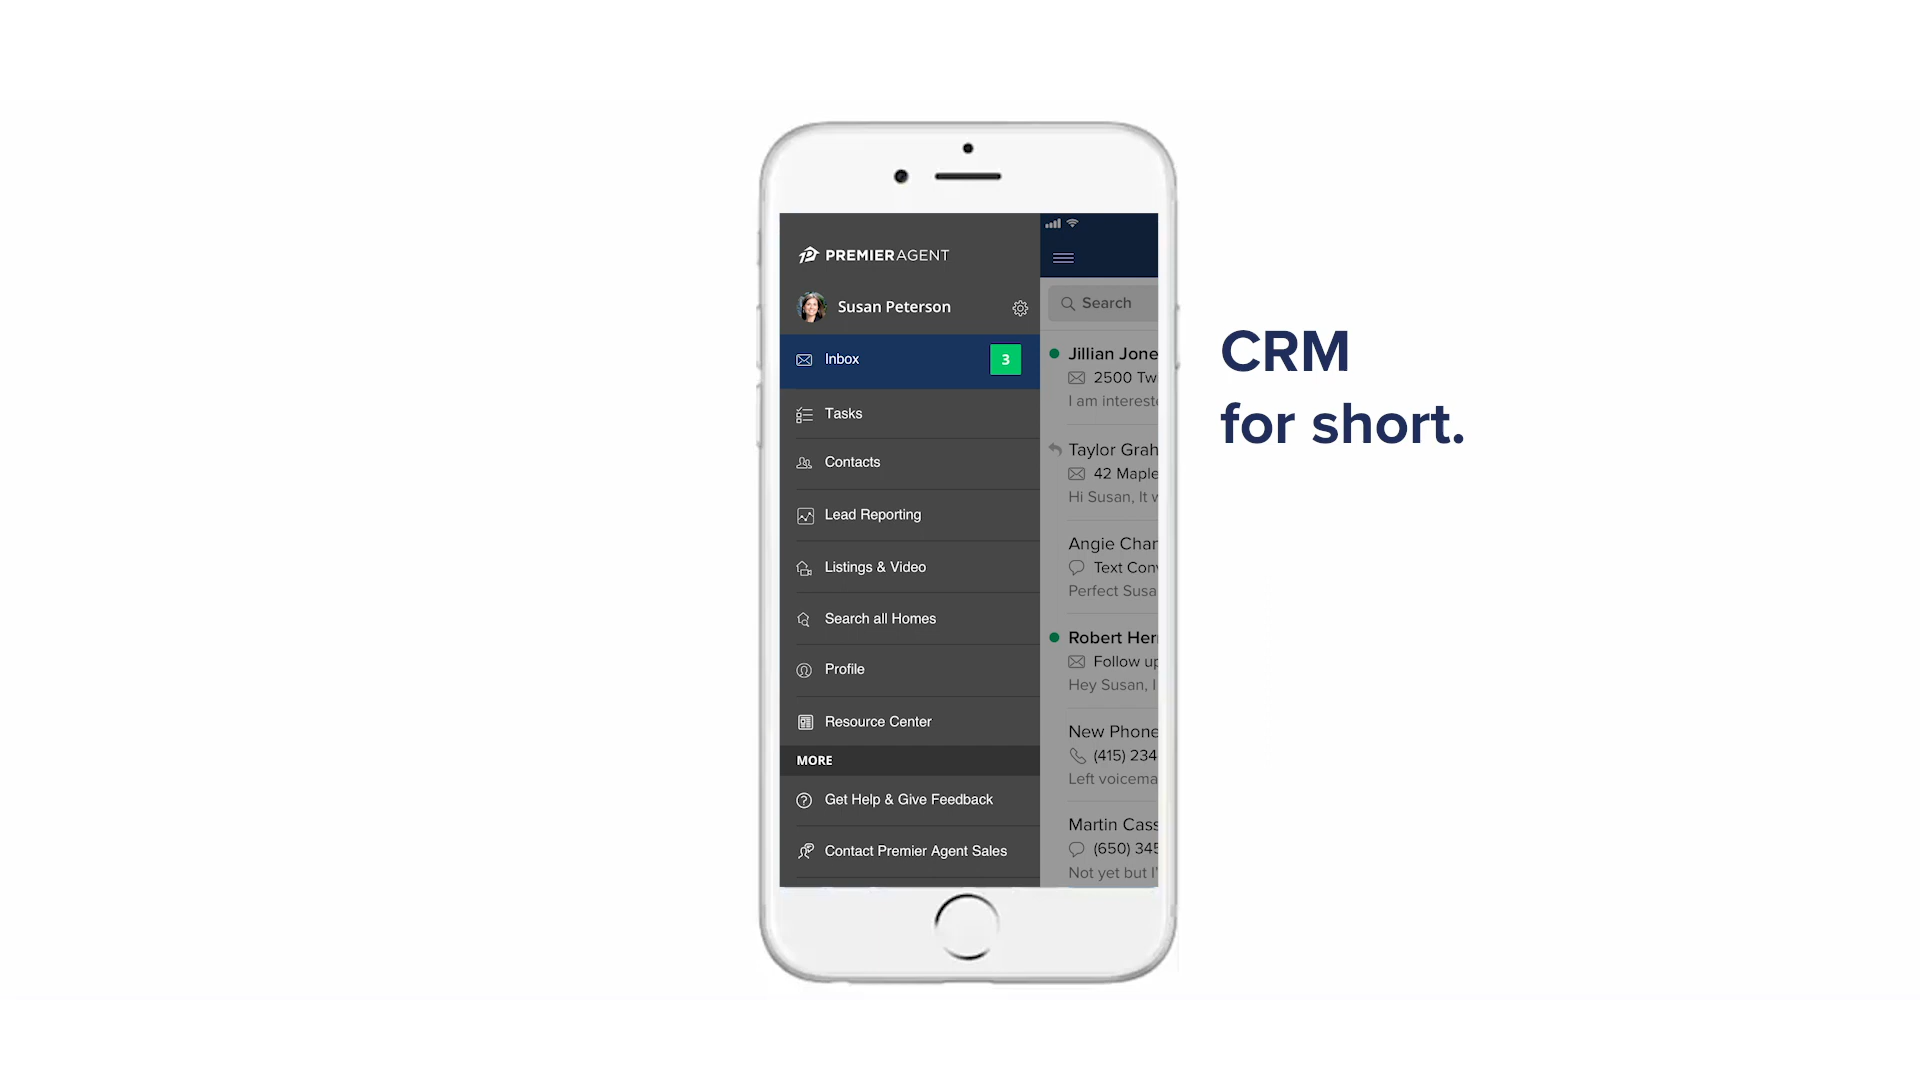 PREMIERAGENT
Susan Peterson
Inbox
3
Tasks
Contacts
Lead Reporting
Listings & Video
Search all Homes
Profile
Resource Center
MORE
Get Help & Give Feedback
Contact Premier Agent Sales
Search
Jillian Jone
2500 Tw
I am intereste
Taylor Grah
42 Maple
Hi Susan, It w
Angie Char
Text Conv
Perfect Susa
Robert Her
Follow up
Hey Susan, I
New Phone
(415) 234
Left voicema
Martin Cass
(650) 345
Not yet but I'
CRM
for short.